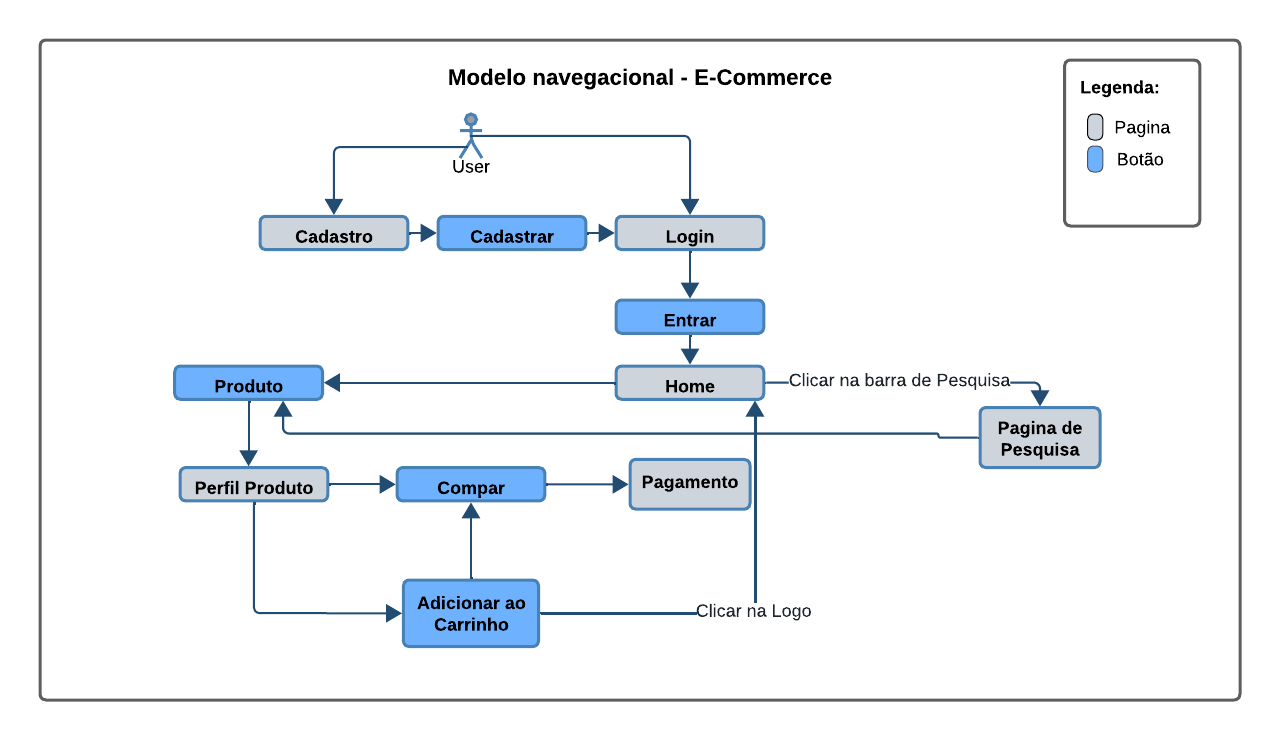 Modelo navegacional - E-Commerce
Legenda:
Pagina
Botão
User
Cadastro
Cadastrar
Login
Entrar
Produto
Home
Clicar na barra de Pesquisa
Pagina de
Pesquisa
Perfil Produto
Compar
Pagamento
Adicionar ao
Carrinho
Clicar na Logo